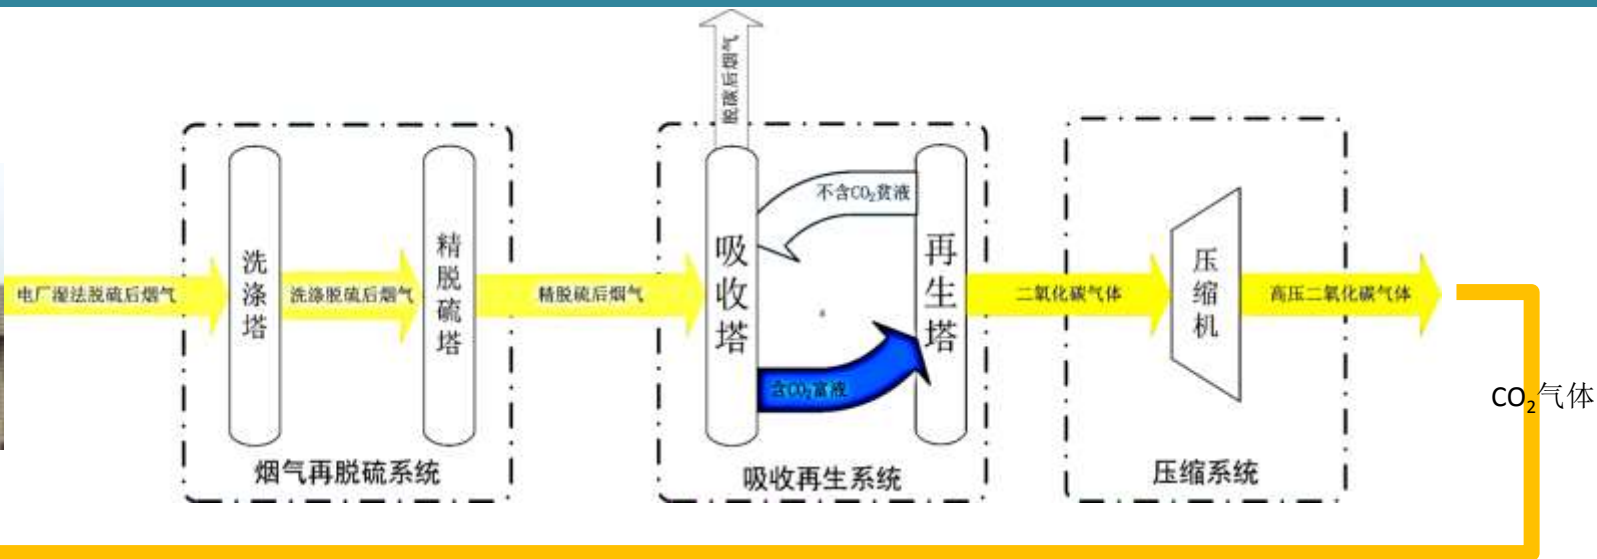 脱碳后烟气
电厂湿法脱硫后烟气
洗涤塔
洗涤脱硫后烟气
精脱硫塔
烟气再脱硫系统
精脱硫后烟气
吸收塔
不含CO₂贫液
含CO₂富液
再生塔
吸收再生系统
二氧化碳气体
压缩机
高压二氧化碳气体
压缩系统
CO₂气体